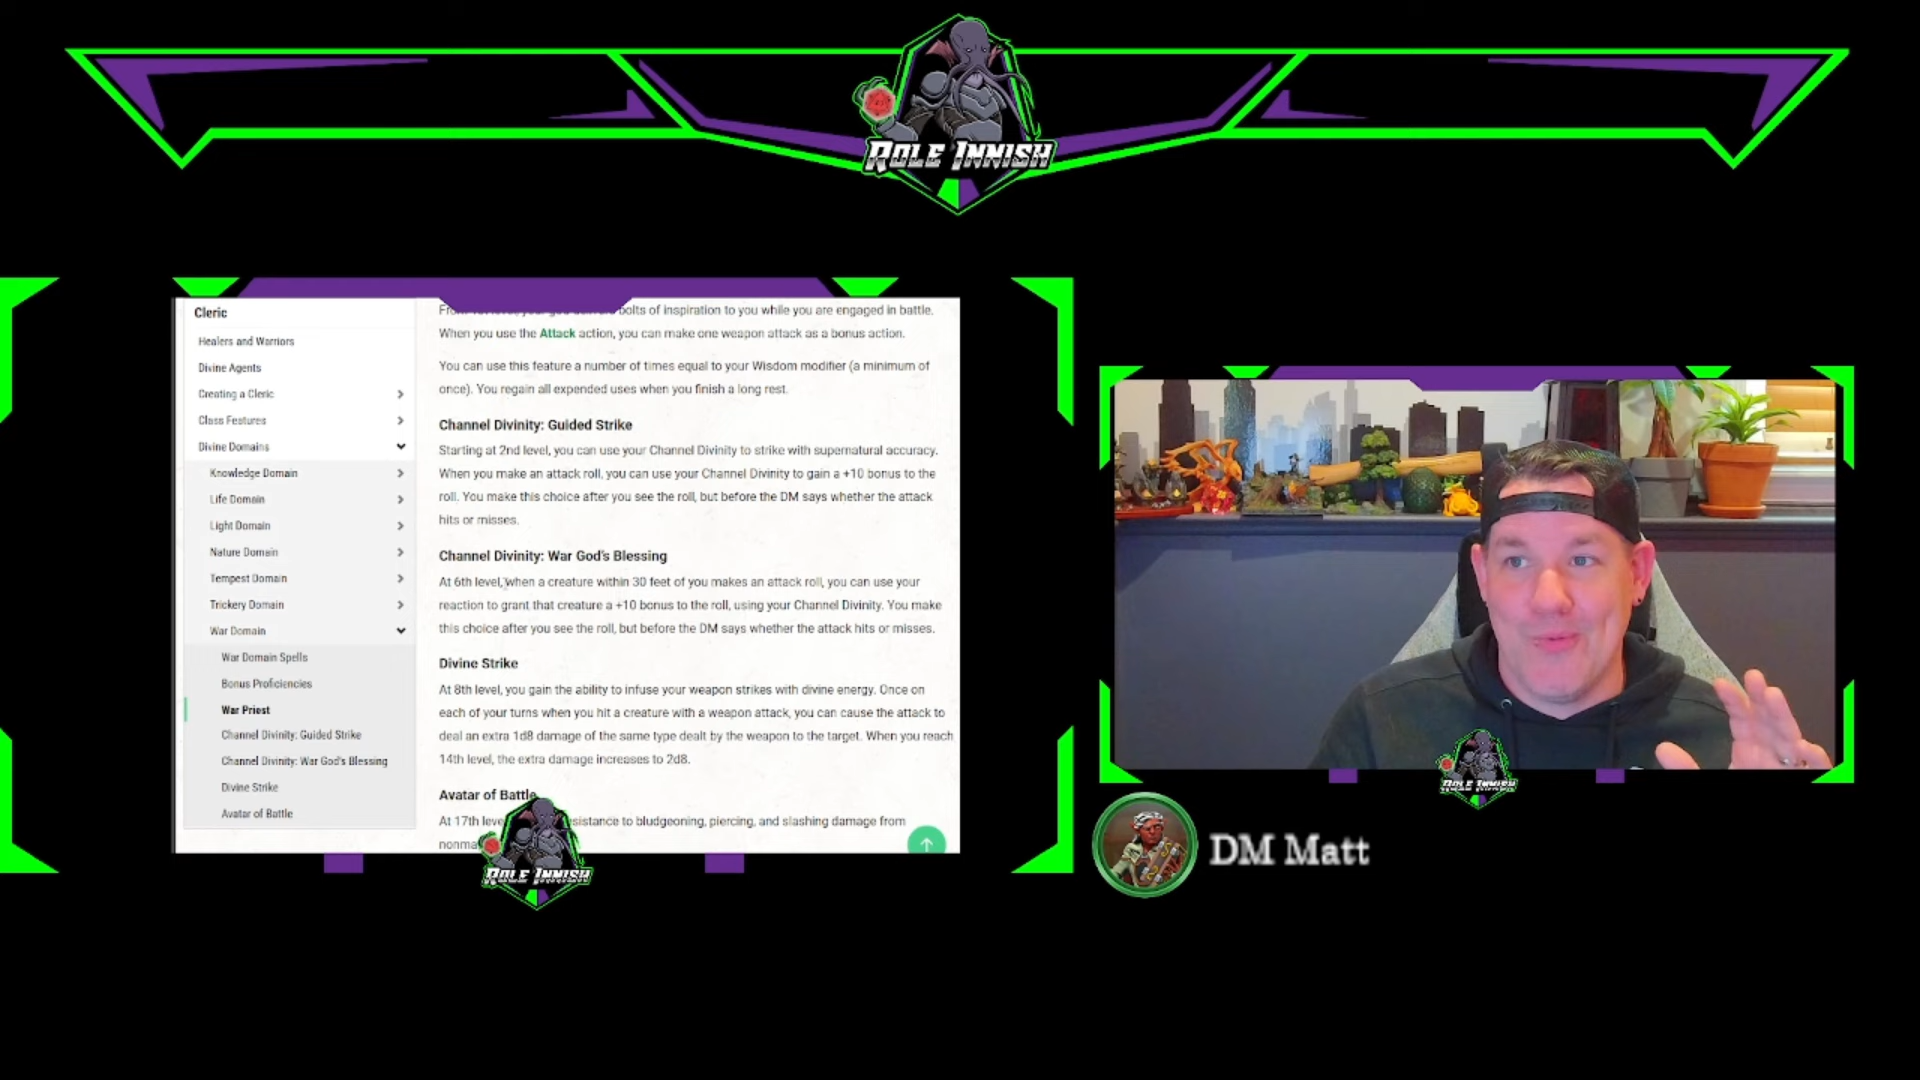 ROLE INNISH
Cleric
Healers and Warriors
Divine Agents
Creating a Cleric
Class Features
Divine Domains
Knowledge Domain
Life Domain
Light Domain
Nature Domain
Tempest Domain
Trickery Domain
War Domain
War Domain Spells
Bonus Proficiencies
War Priest
Channel Divinity: Guided Strike
Channel Divinity: War God's Blessing
Divine Strike
Avatar of Battle
bolts of inspiration to you while you are engaged in battle.
When you use the Attack action, you can make one weapon attack as a bonus action.
You can use this feature a number of times equal to your Wisdom modifier (a minimum of
once). You regain all expended uses when you finish a long rest.
Channel Divinity: Guided Strike
Starting at 2nd level, you can use your Channel Divinity to strike with supernatural accuracy.
When you make an attack roll, you can use your Channel Divinity to gain a +10 bonus to the
roll. You make this choice after you see the roll, but before the DM says whether the attack
hits or misses.
Channel Divinity: War God's Blessing
At 6th level, when a creature within 30 feet of you makes an attack roll, you can use your
reaction to grant that creature a +10 bonus to the roll, using your Channel Divinity. You make
this choice after you see the roll, but before the DM says whether the attack hits or misses.
Divine Strike
At 8th level, you gain the ability to infuse your weapon strikes with divine energy. Once on
each of your turns when you hit a creature with a weapon attack, you can cause the attack to
deal an extra 1d8 damage of the same type dealt by the weapon to the target. When you reach
14th level, the extra damage increases to 2d8.
Avatar of Battle
At 17th to bludgeoning, piercing, and slashing damage from
ROLE INNISH
ROLE INNISH
DM Matt